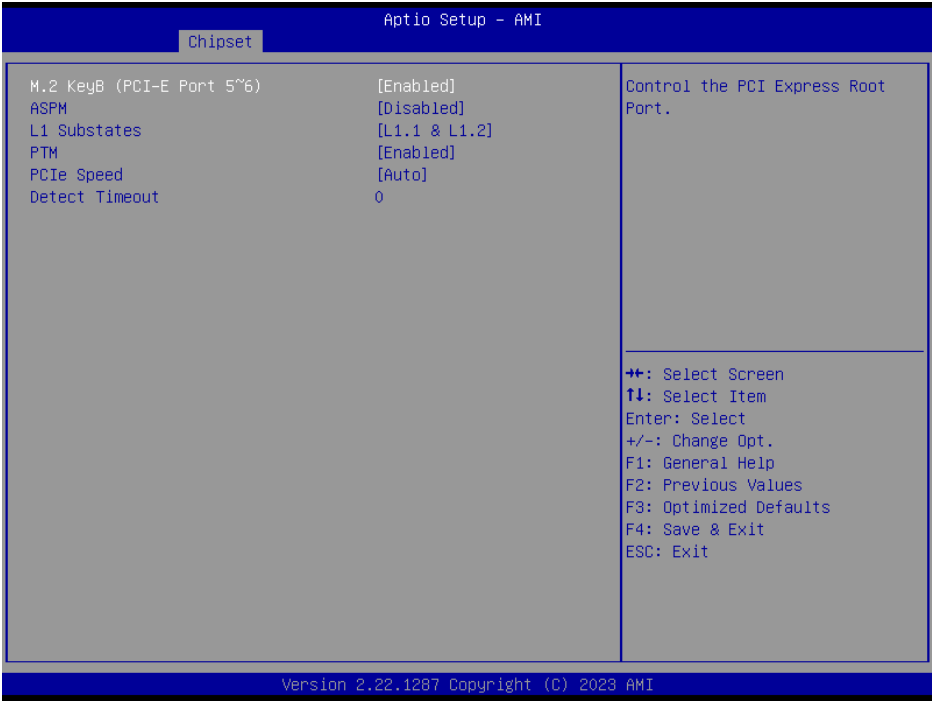 Aptio Setup – AMI
Chipset
M.2 KeyB (PCI-E Port 5~6) [Enabled]
ASPM [Disabled]
L1 Substates [L1.1 & L1.2]
PTM [Enabled]
PCIe Speed [Auto]
Detect Timeout 0
Control the PCI Express Root
Port.
→←: Select Screen
↑↓: Select Item
Enter: Select
+/-: Change Opt.
F1: General Help
F2: Previous Values
F3: Optimized Defaults
F4: Save & Exit
ESC: Exit
Version 2.22.1287 Copyright (C) 2023 AMI